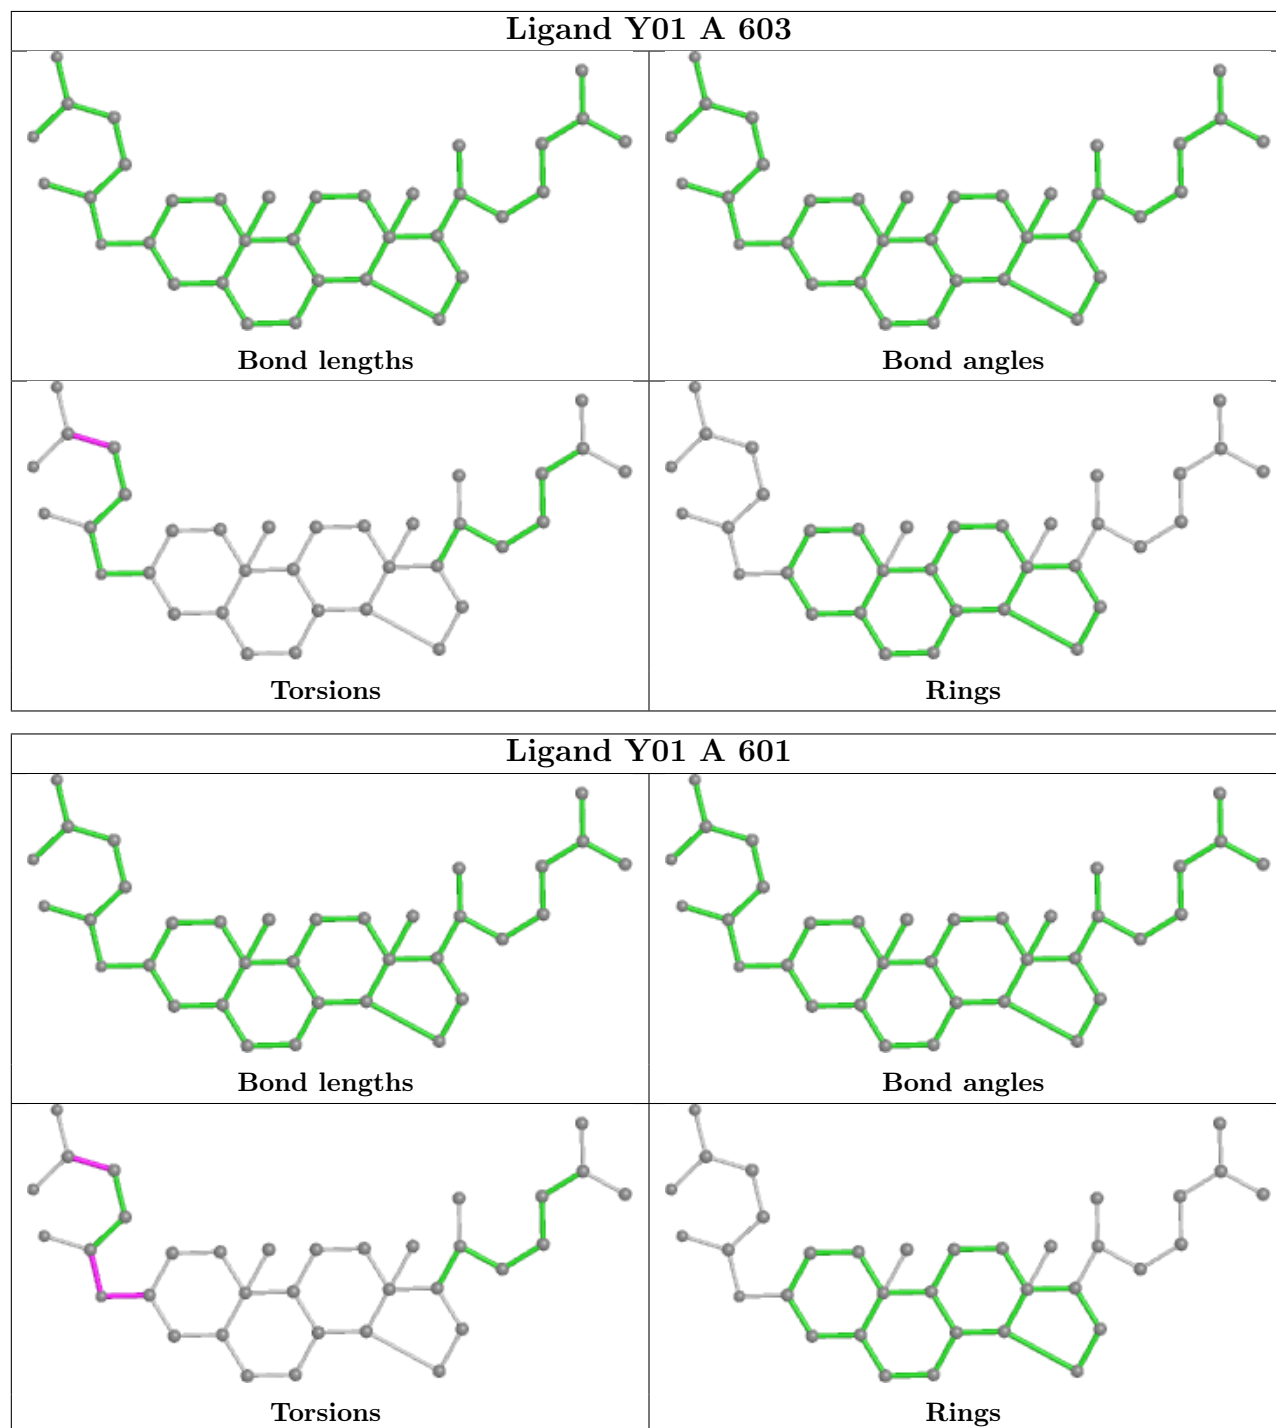 Ligand Y01 A 603
Bond lengths
Bond angles
Torsions
Rings
Ligand Y01 A 601
Bond lengths
Bond angles
Torsions
Rings